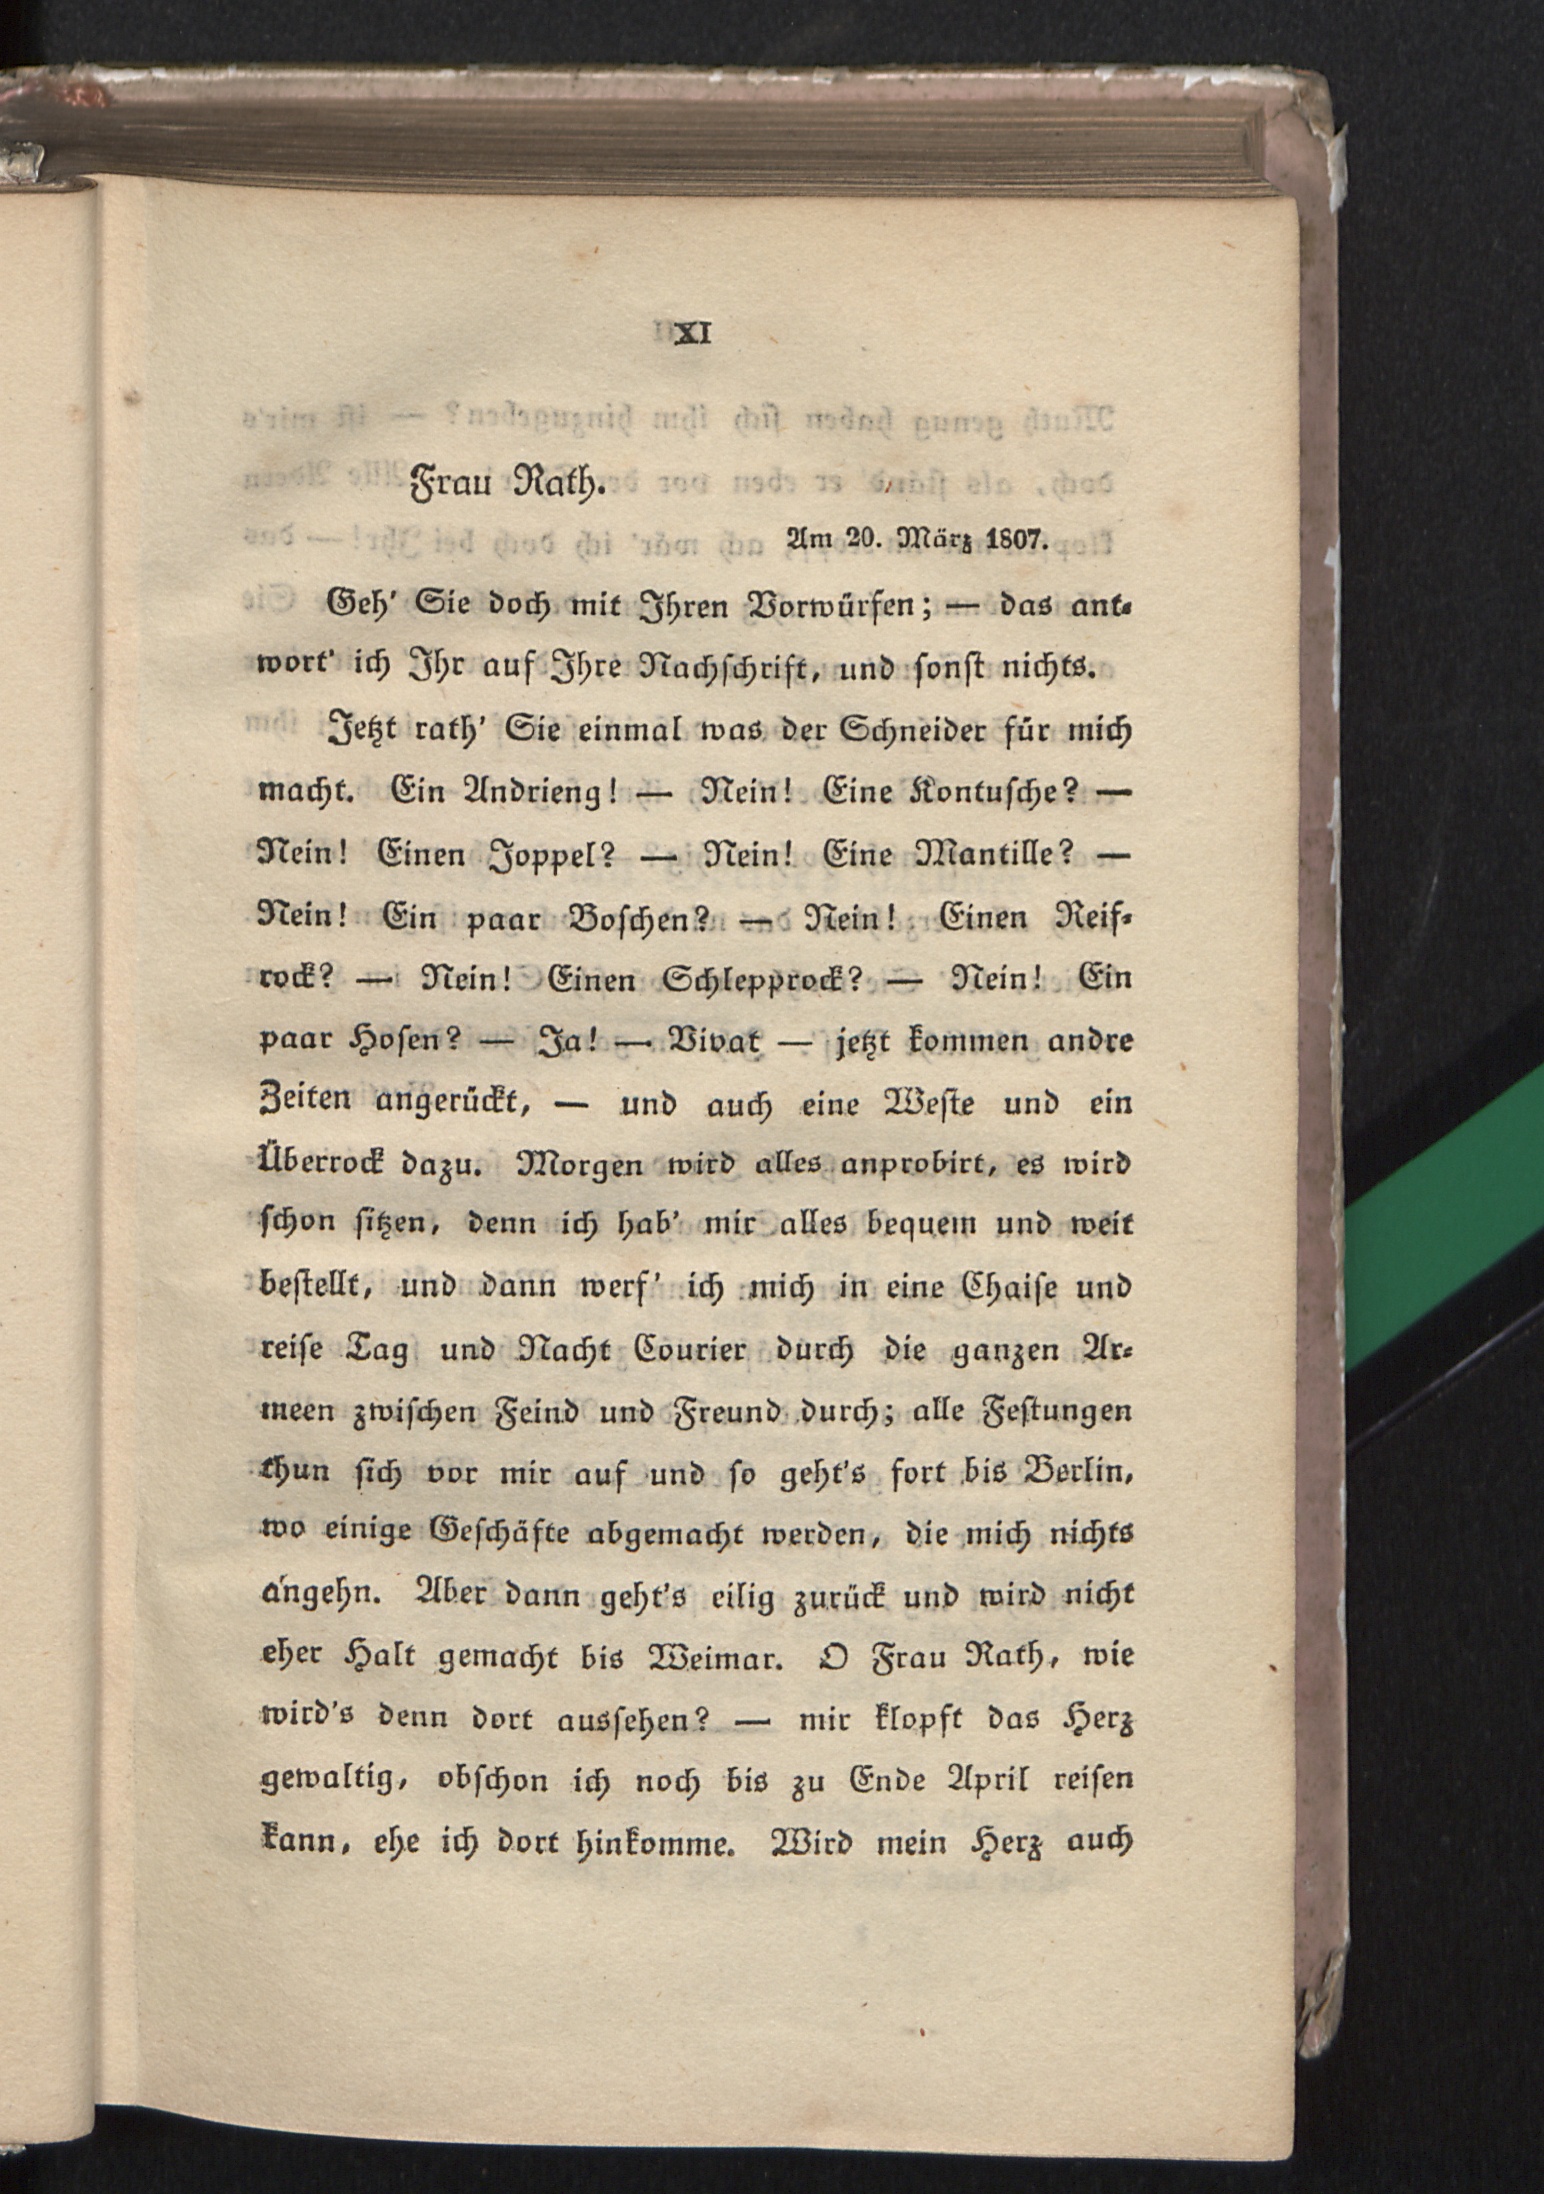 XI
Frau Rath.
Am 20. März 1807.
Geh' Sie doch mit Ihren Vorwürfen; — das ant-
wort' ich Ihr auf Ihre Nachschrift, und sonst nichts.
Jetzt rath' Sie einmal was der Schneider für mich
macht. Ein Andrieng! — Nein! Eine Kontusche? —
Nein! Einen Joppel? — Nein! Eine Mantille? —
Nein! Ein paar Boschen? — Nein! Einen Reif-
rock? — Nein! Einen Schlepprock? — Nein! Ein
paar Hosen? — Ja! — Vivat — jetzt kommen andre
Zeiten angerückt, — und auch eine Weste und ein
Überrock dazu. Morgen wird alles anprobirt, es wird
schon sitzen, denn ich hab' mir alles bequem und weit
bestellt, und dann werf' ich mich in eine Chaise und
reise Tag und Nacht Courier durch die ganzen Ar-
meen zwischen Feind und Freund durch; alle Festungen
thun sich vor mir auf und so geht's fort bis Berlin,
wo einige Geschäfte abgemacht werden, die mich nichts
angehn. Aber dann geht's eilig zurück und wird nicht
eher Halt gemacht bis Weimar. O Frau Rath, wie
wird's denn dort aussehen? — mir klopft das Herz
gewaltig, obschon ich noch bis zu Ende April reisen
kann, ehe ich dort hinkomme. Wird mein Herz auch